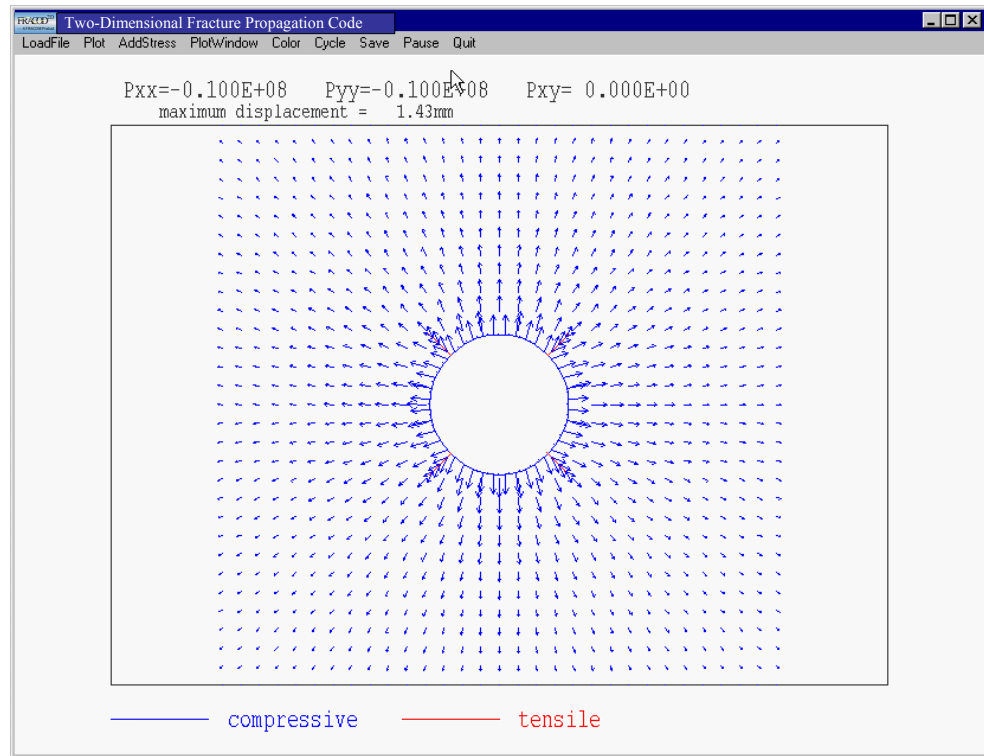 FRACOD2D Two-Dimensional Fracture Propagation Code
LoadFile Plot AddStress PlotWindow Color Cycle Save Pause Quit
Pxx=-0.100E+08 Pyy=-0.100E+08 Pxy= 0.000E+00
maximum displacement = 1.43mm
compressive tensile